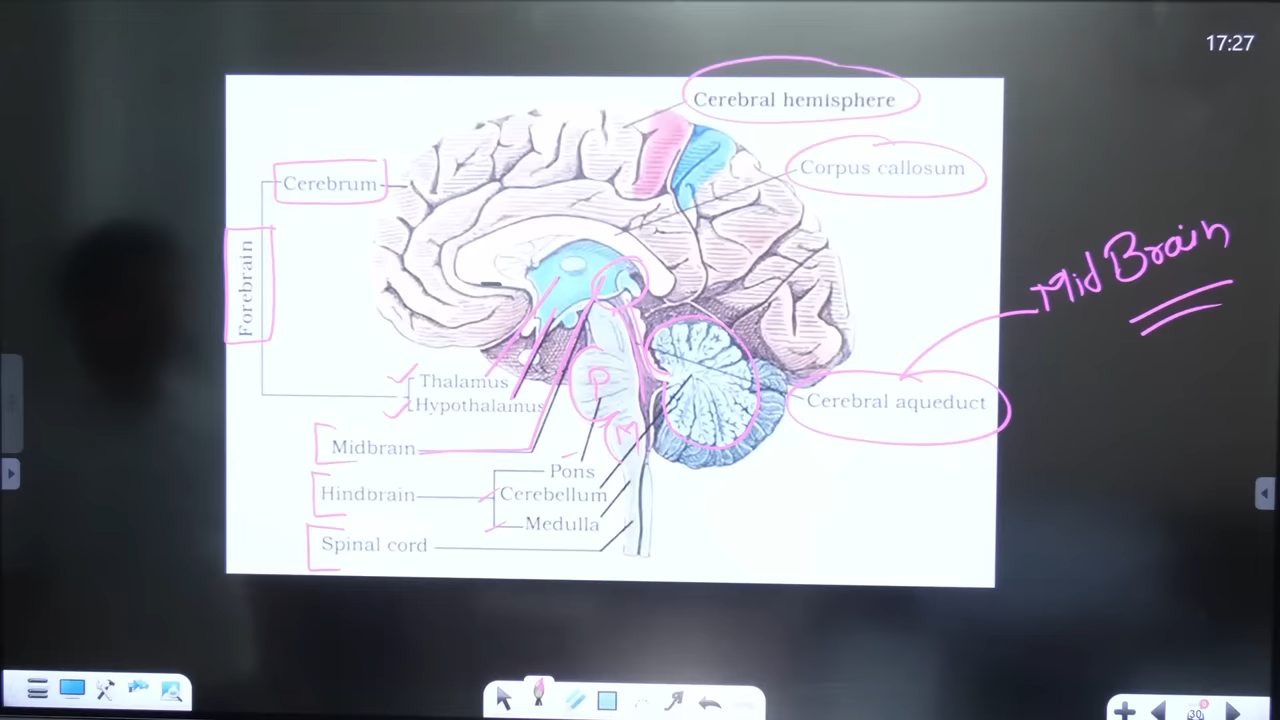 17:27
Cerebral hemisphere
Corpus callosum
Cerebrum
Forebrain
Mid Brain
Thalamus
Hypothalamus
Cerebral aqueduct
P
M
Midbrain
Pons
Hindbrain
Cerebellum
Medulla
Spinal cord
30